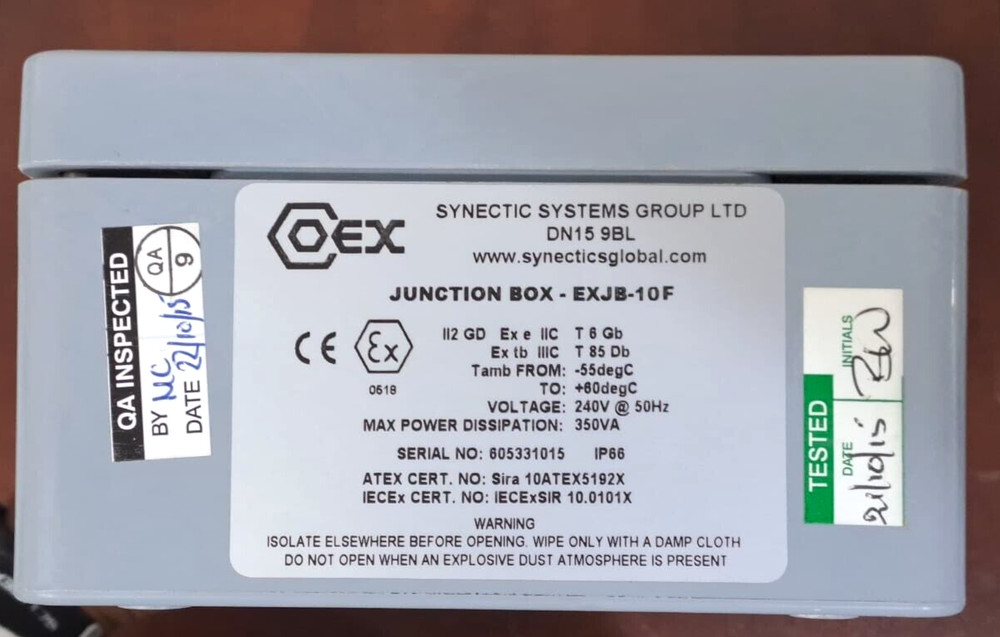 COEX
SYNECTIC SYSTEMS GROUP LTD
DN15 9BL
www.synecticsglobal.com
JUNCTION BOX - EXJB-10F
CE Ex II2 GD Ex e IIC T 6 Gb
Ex tb IIIC T 85 Db
0518 Tamb FROM: -55degC
TO: +60degC
VOLTAGE: 240V @ 50Hz
MAX POWER DISSIPATION: 350VA
SERIAL NO: 605331015 IP66
ATEX CERT. NO: Sira 10ATEX5192X
IECEx CERT. NO: IECExSIR 10.0101X
WARNING
ISOLATE ELSEWHERE BEFORE OPENING. WIPE ONLY WITH A DAMP CLOTH
DO NOT OPEN WHEN AN EXPLOSIVE DUST ATMOSPHERE IS PRESENT
QA INSPECTED
BY MC
DATE 22/10/15
QA
9
TESTED
DATE 21/10/15
INITIALS